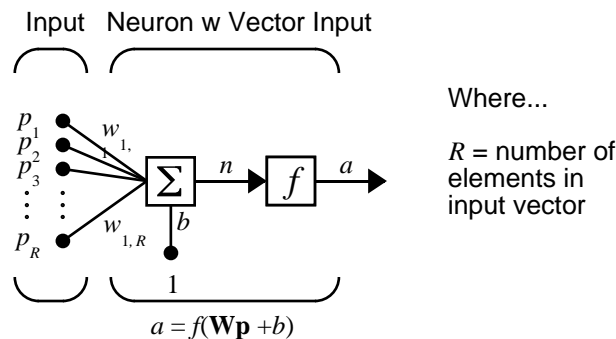 Input Neuron w Vector Input
p1
p2
p3
pR
w1, 1
w1, R
Σ
n
f
a
b
1
a = f(Wp +b)
Where...
R = number of
elements in
input vector